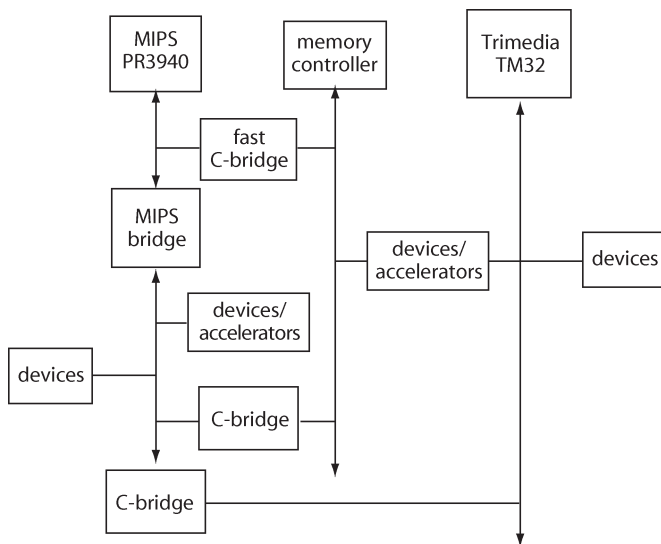 MIPS
PR3940
memory
controller
Trimedia
TM32
fast
C-bridge
MIPS
bridge
devices/
accelerators
devices
devices/
accelerators
devices
C-bridge
C-bridge